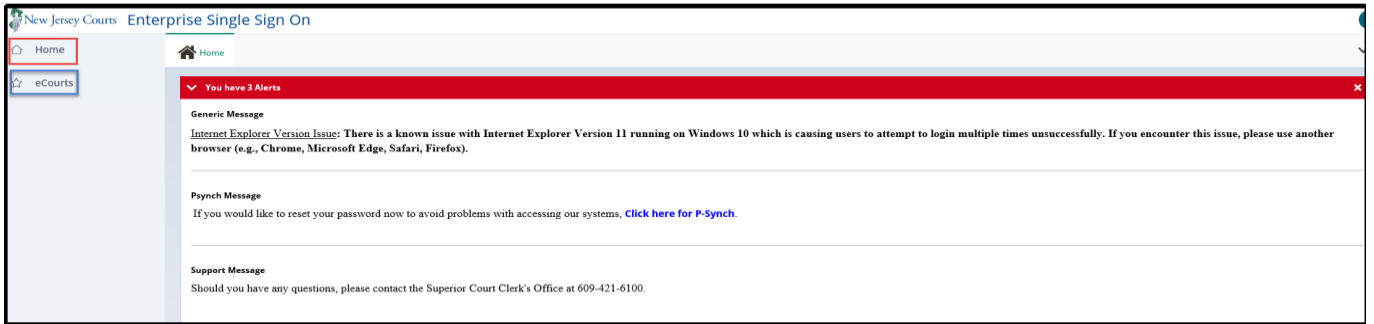 New Jersey Courts Enterprise Single Sign On
Home
eCourts
Home
You have 3 Alerts
Generic Message
Internet Explorer Version Issue: There is a known issue with Internet Explorer Version 11 running on Windows 10 which is causing users to attempt to login multiple times unsuccessfully. If you encounter this issue, please use another
browser (e.g., Chrome, Microsoft Edge, Safari, Firefox).
Psynch Message
If you would like to reset your password now to avoid problems with accessing our systems, Click here for P-Synch.
Support Message
Should you have any questions, please contact the Superior Court Clerk's Office at 609-421-6100.